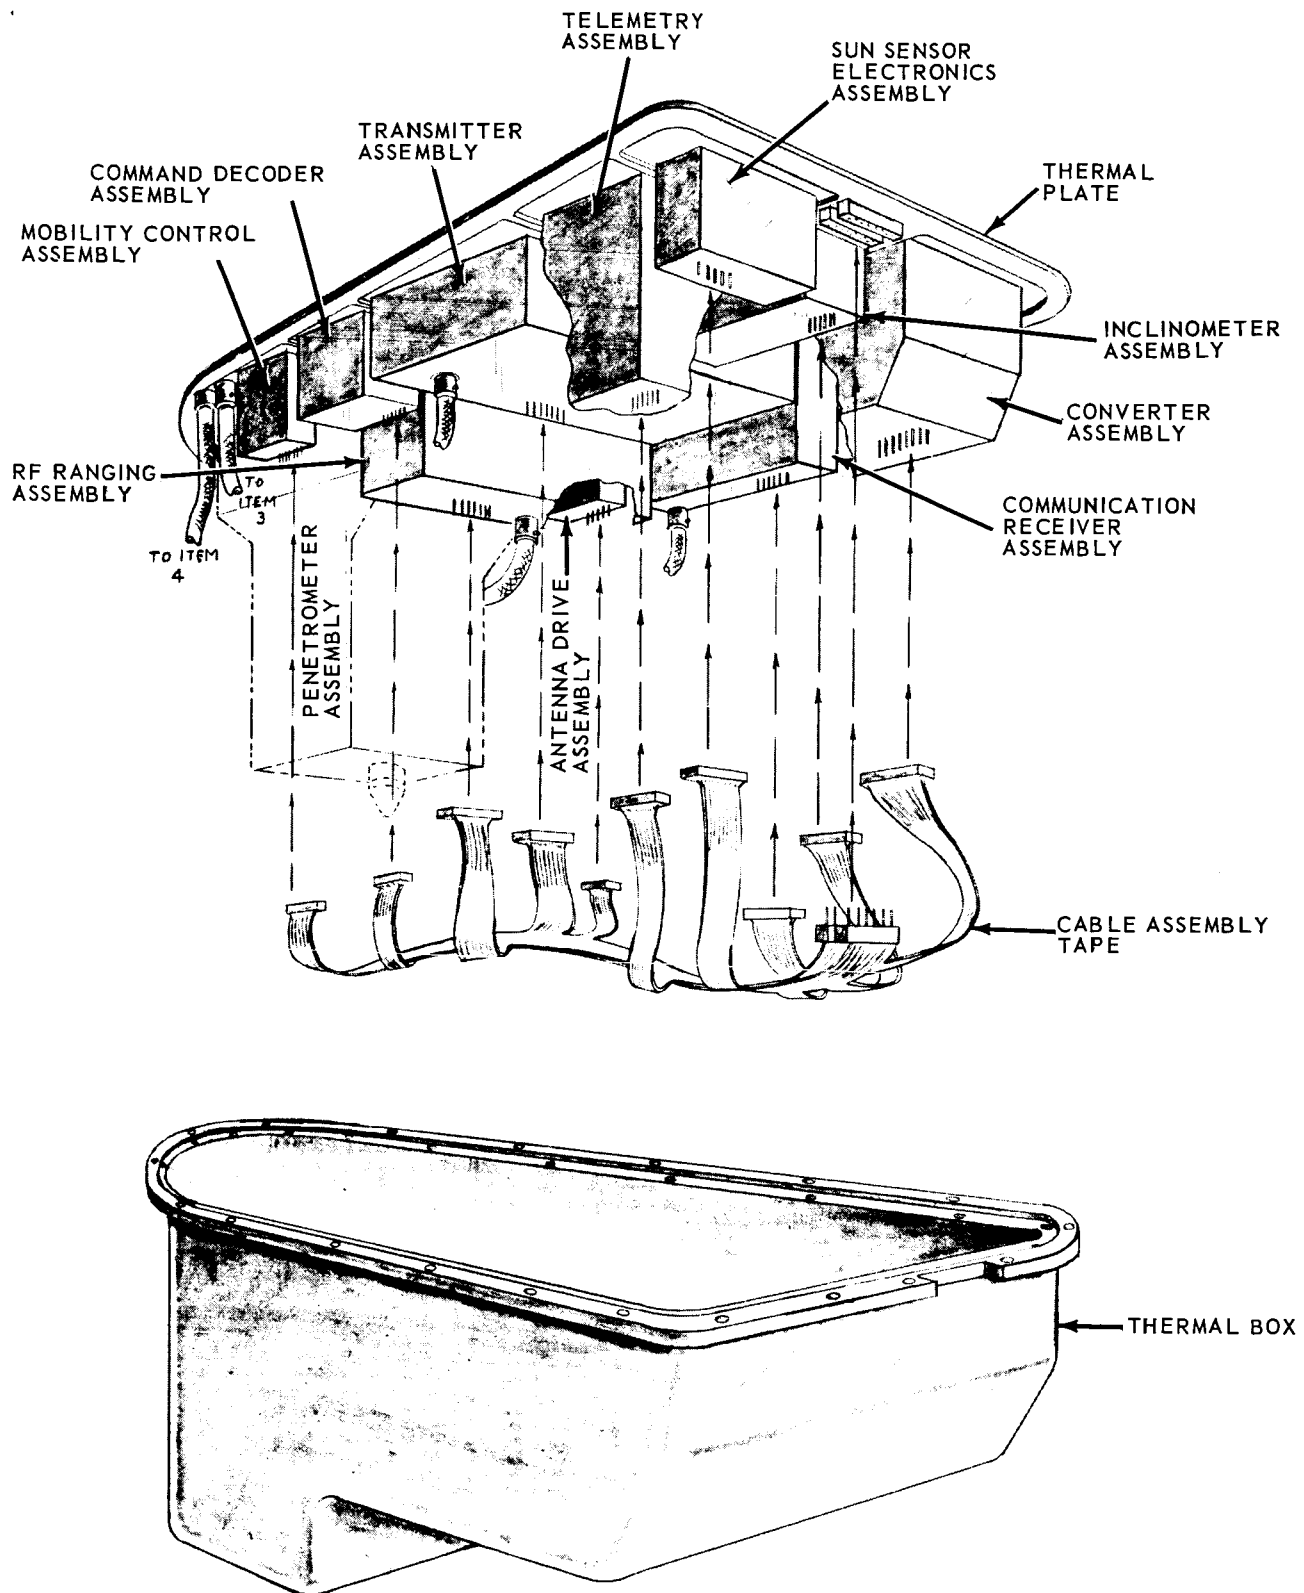 TELEMETRY
ASSEMBLY
SUN SENSOR
ELECTRONICS
ASSEMBLY
TRANSMITTER
ASSEMBLY
COMMAND DECODER
ASSEMBLY
THERMAL
PLATE
MOBILITY CONTROL
ASSEMBLY
INCLINOMETER
ASSEMBLY
CONVERTER
ASSEMBLY
RF RANGING
ASSEMBLY
TO
ITEM
3
COMMUNICATION
RECEIVER
ASSEMBLY
TO ITEM
4
PENETROMETER
ASSEMBLY
ANTENNA DRIVE
ASSEMBLY
CABLE ASSEMBLY
TAPE
THERMAL BOX